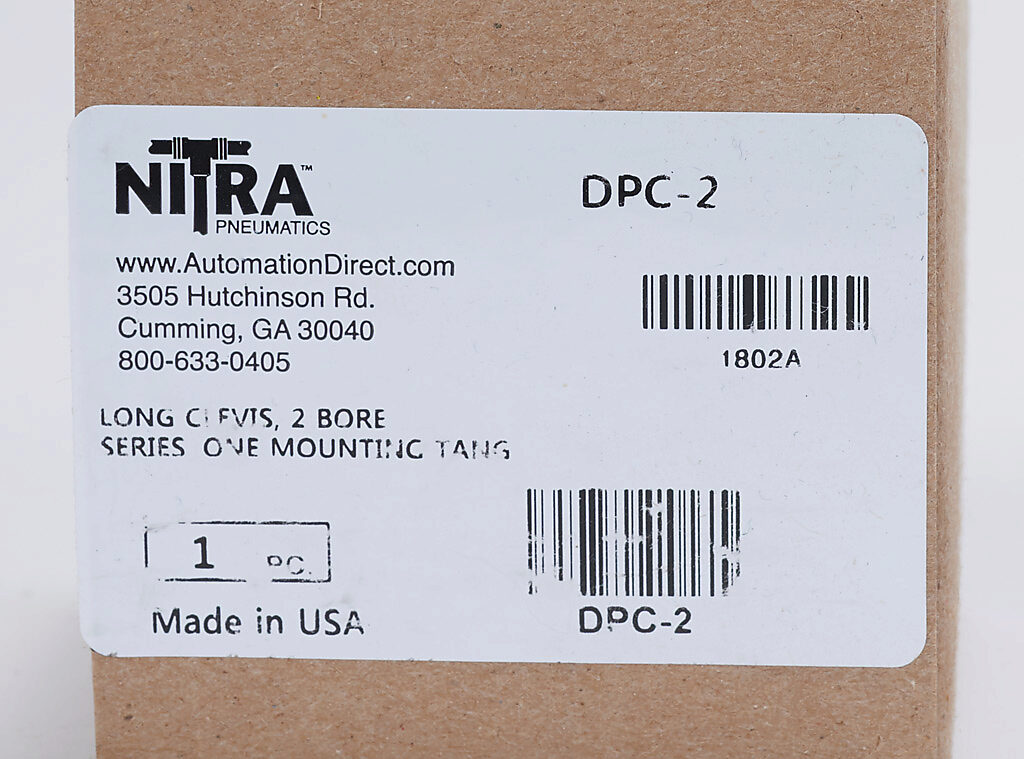 NITRA™
PNEUMATICS
www.AutomationDirect.com
3505 Hutchinson Rd.
Cumming, GA 30040
800-633-0405
DPC-2
1802A
LONG CLEVIS, 2 BORE
SERIES ONE MOUNTING TANG
1 PC.
Made in USA
DPC-2